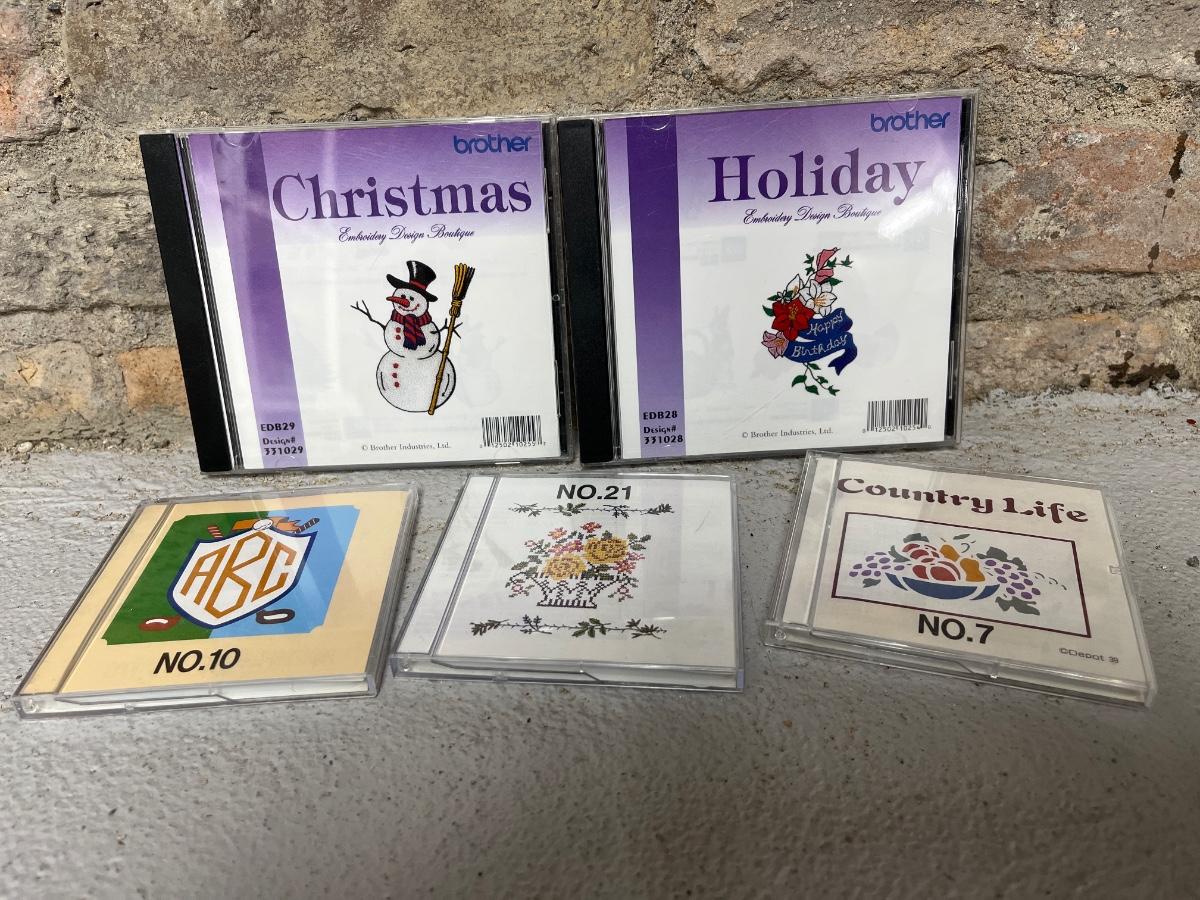 brother
Christmas
Embroidery Design Boutique
EDB29
Design#
331029
© Brother Industries, Ltd.
brother
Holiday
Embroidery Design Boutique
Happy
Birthday
EDB28
Design#
331028
© Brother Industries, Ltd.
ABC
NO.10
NO.21
Country Life
NO.7
©Depot 39